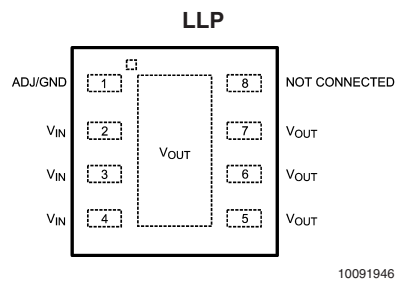 LLP
ADJ/GND 1 8 NOT CONNECTED
VIN 2 7 VOUT
VOUT
VIN 3 6 VOUT
VIN 4 5 VOUT
10091946